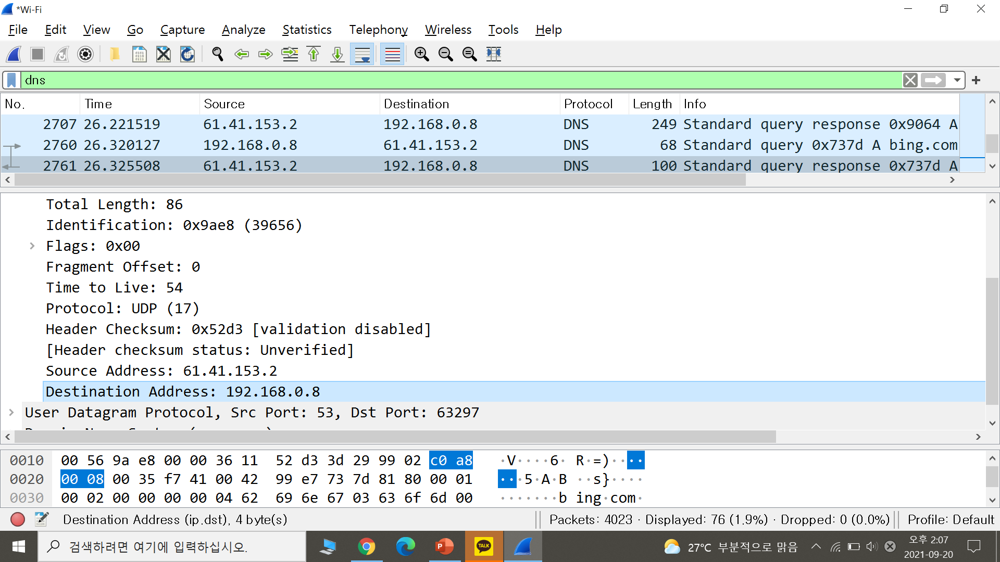 *Wi-Fi
File Edit View Go Capture Analyze Statistics Telephony Wireless Tools Help
dns
No. Time Source Destination Protocol Length Info
2707 26.221519 61.41.153.2 192.168.0.8 DNS 249 Standard query response 0x9064 A
2760 26.320127 192.168.0.8 61.41.153.2 DNS 68 Standard query 0x737d A bing.com
2761 26.325508 61.41.153.2 192.168.0.8 DNS 100 Standard query response 0x737d A
Total Length: 86
Identification: 0x9ae8 (39656)
Flags: 0x00
Fragment Offset: 0
Time to Live: 54
Protocol: UDP (17)
Header Checksum: 0x52d3 [validation disabled]
[Header checksum status: Unverified]
Source Address: 61.41.153.2
Destination Address: 192.168.0.8
User Datagram Protocol, Src Port: 53, Dst Port: 63297
0010 00 56 9a e8 00 00 36 11 52 d3 3d 29 99 02 c0 a8 ·V····6· R·=)····
0020 00 08 00 35 f7 41 00 42 99 e7 73 7d 81 80 00 01 ···5·A·B ··s}····
0030 00 02 00 00 00 00 04 62 69 6e 67 03 63 6f 6d 00 ·······b ing·com·
Destination Address (ip.dst), 4 byte(s) Packets: 4023 · Displayed: 76 (1.9%) · Dropped: 0 (0.0%) Profile: Default
검색하려면 여기에 입력하십시오. TALK 27°C 부분적으로 맑음 오후 2:07
2021-09-20